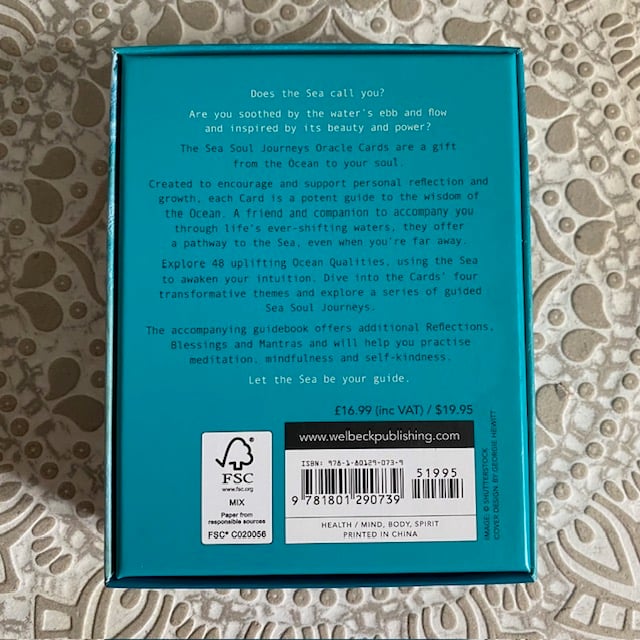 Does the Sea call you?
Are you soothed by the water's ebb and flow
and inspired by its beauty and power?
The Sea Soul Journeys Oracle Cards are a gift
from the Ocean to your soul.
Created to encourage and support personal reflection and
growth, each Card is a potent guide to the wisdom of
the Ocean. A friend and companion to accompany you
through life's ever-shifting waters, they offer
a pathway to the Sea, even when you're far away.
Explore 48 uplifting Ocean Qualities, using the Sea
to awaken your intuition. Dive into the Cards' four
transformative themes and explore a series of guided
Sea Soul Journeys.
The accompanying guidebook offers additional Reflections,
Blessings and Mantras and will help you practise
meditation, mindfulness and self-kindness.
Let the Sea be your guide.
£16.99 (inc VAT) / $19.95
www.welbeckpublishing.com
ISBN: 978-1-80129-073-9
51995
9 781801 290739
HEALTH / MIND, BODY, SPIRIT
PRINTED IN CHINA
FSC
www.fsc.org
MIX
Paper from
responsible sources
FSC® C020056
IMAGE: © SHUTTERSTOCK
COVER DESIGN: BY GEORGIE HEWITT